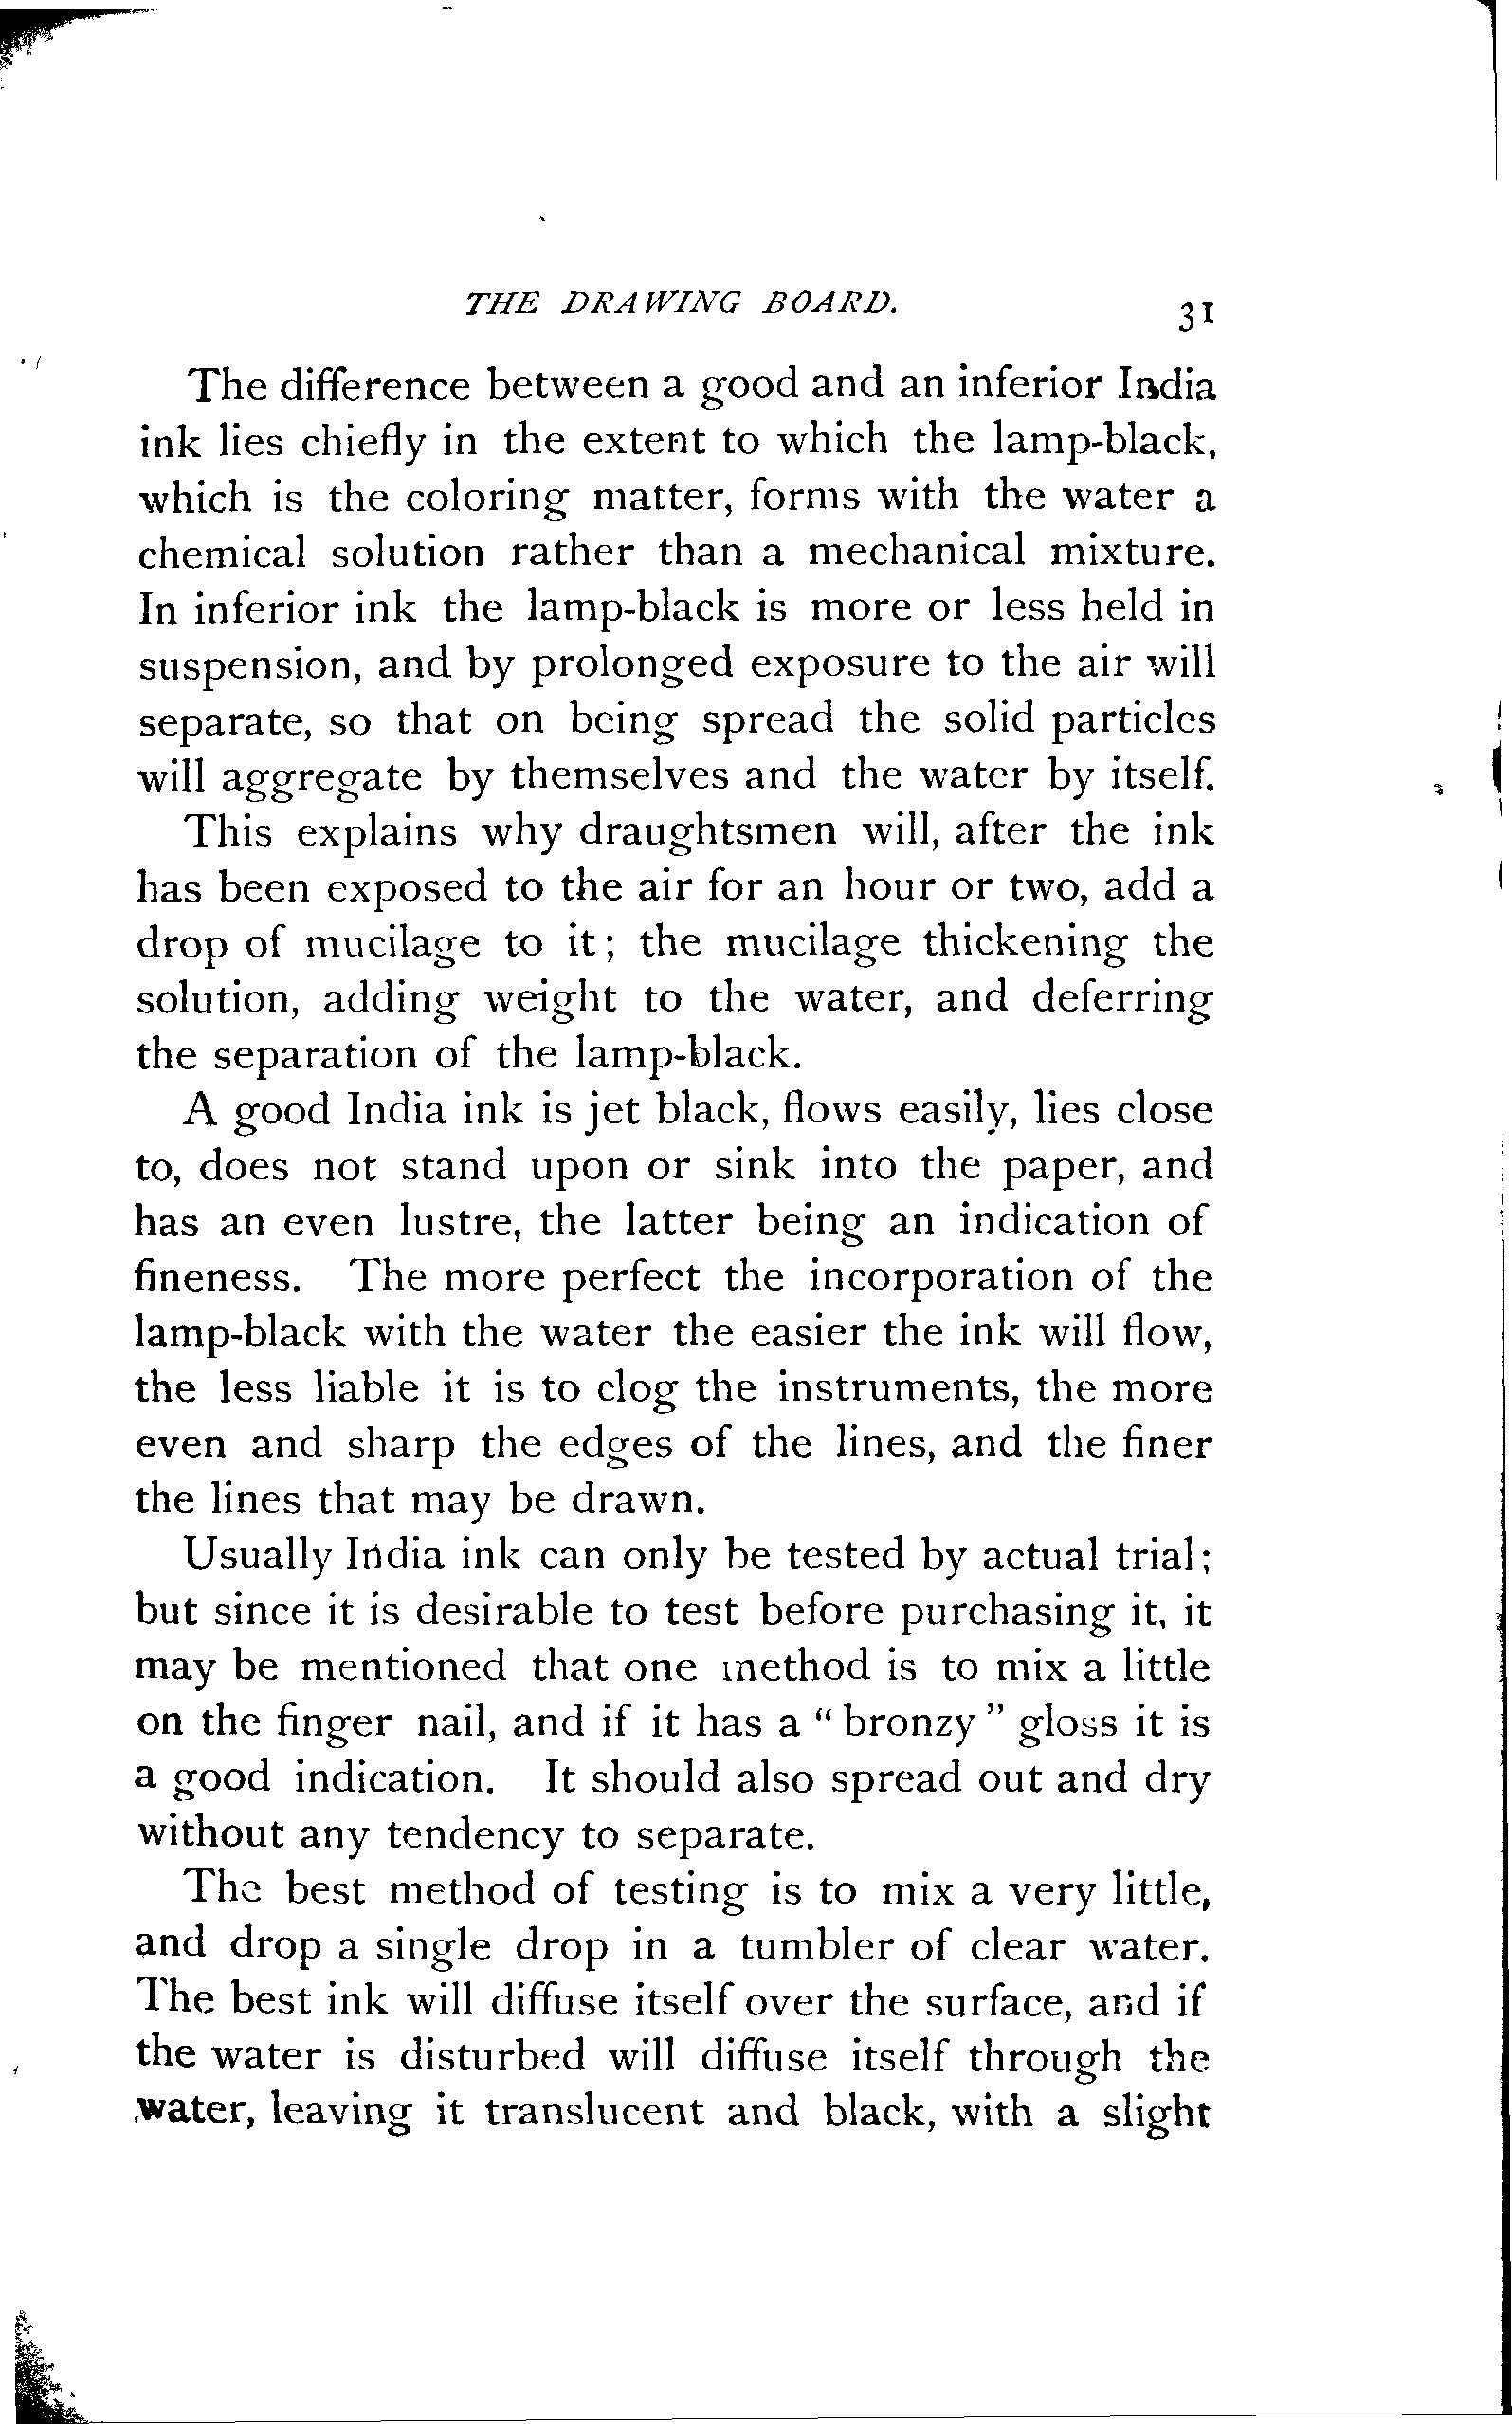 THE DRAWING BOARD. 31
The difference between a good and an inferior India
ink lies chiefly in the extent to which the lamp-black,
which is the coloring matter, forms with the water a
chemical solution rather than a mechanical mixture.
In inferior ink the lamp-black is more or less held in
suspension, and by prolonged exposure to the air will
separate, so that on being spread the solid particles
will aggregate by themselves and the water by itself.
This explains why draughtsmen will, after the ink
has been exposed to the air for an hour or two, add a
drop of mucilage to it; the mucilage thickening the
solution, adding weight to the water, and deferring
the separation of the lamp-black.
A good India ink is jet black, flows easily, lies close
to, does not stand upon or sink into the paper, and
has an even lustre, the latter being an indication of
fineness. The more perfect the incorporation of the
lamp-black with the water the easier the ink will flow,
the less liable it is to clog the instruments, the more
even and sharp the edges of the lines, and the finer
the lines that may be drawn.
Usually India ink can only be tested by actual trial;
but since it is desirable to test before purchasing it, it
may be mentioned that one method is to mix a little
on the finger nail, and if it has a "bronzy" gloss it is
a good indication. It should also spread out and dry
without any tendency to separate.
The best method of testing is to mix a very little,
and drop a single drop in a tumbler of clear water.
The best ink will diffuse itself over the surface, and if
the water is disturbed will diffuse itself through the
water, leaving it translucent and black, with a slight